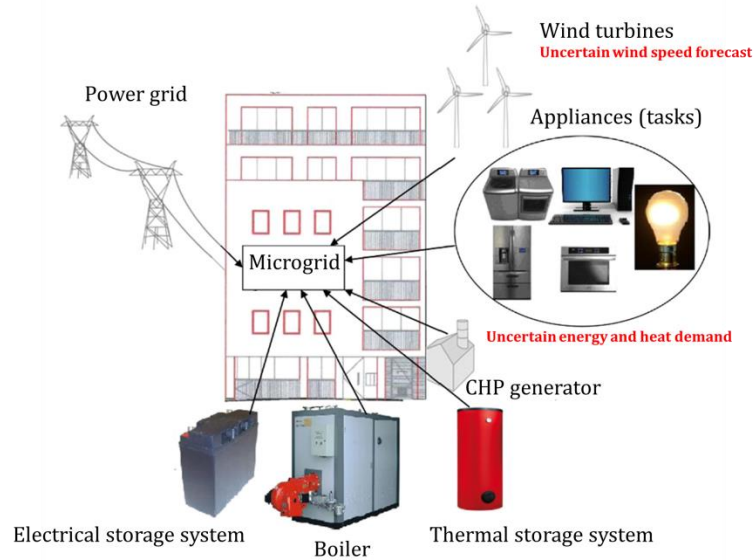 Wind turbines
Uncertain wind speed forecast
Power grid
Appliances (tasks)
Microgrid
Uncertain energy and heat demand
CHP generator
Electrical storage system
Boiler
Thermal storage system